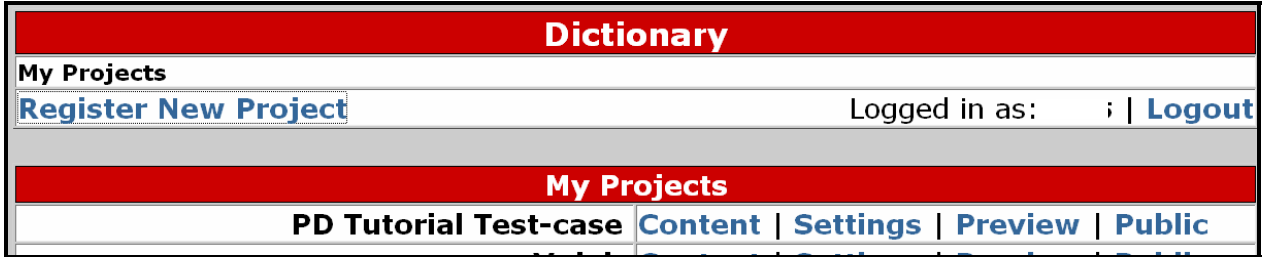 Dictionary
My Projects
Register New Project Logged in as: | Logout
My Projects
PD Tutorial Test-case Content | Settings | Preview | Public